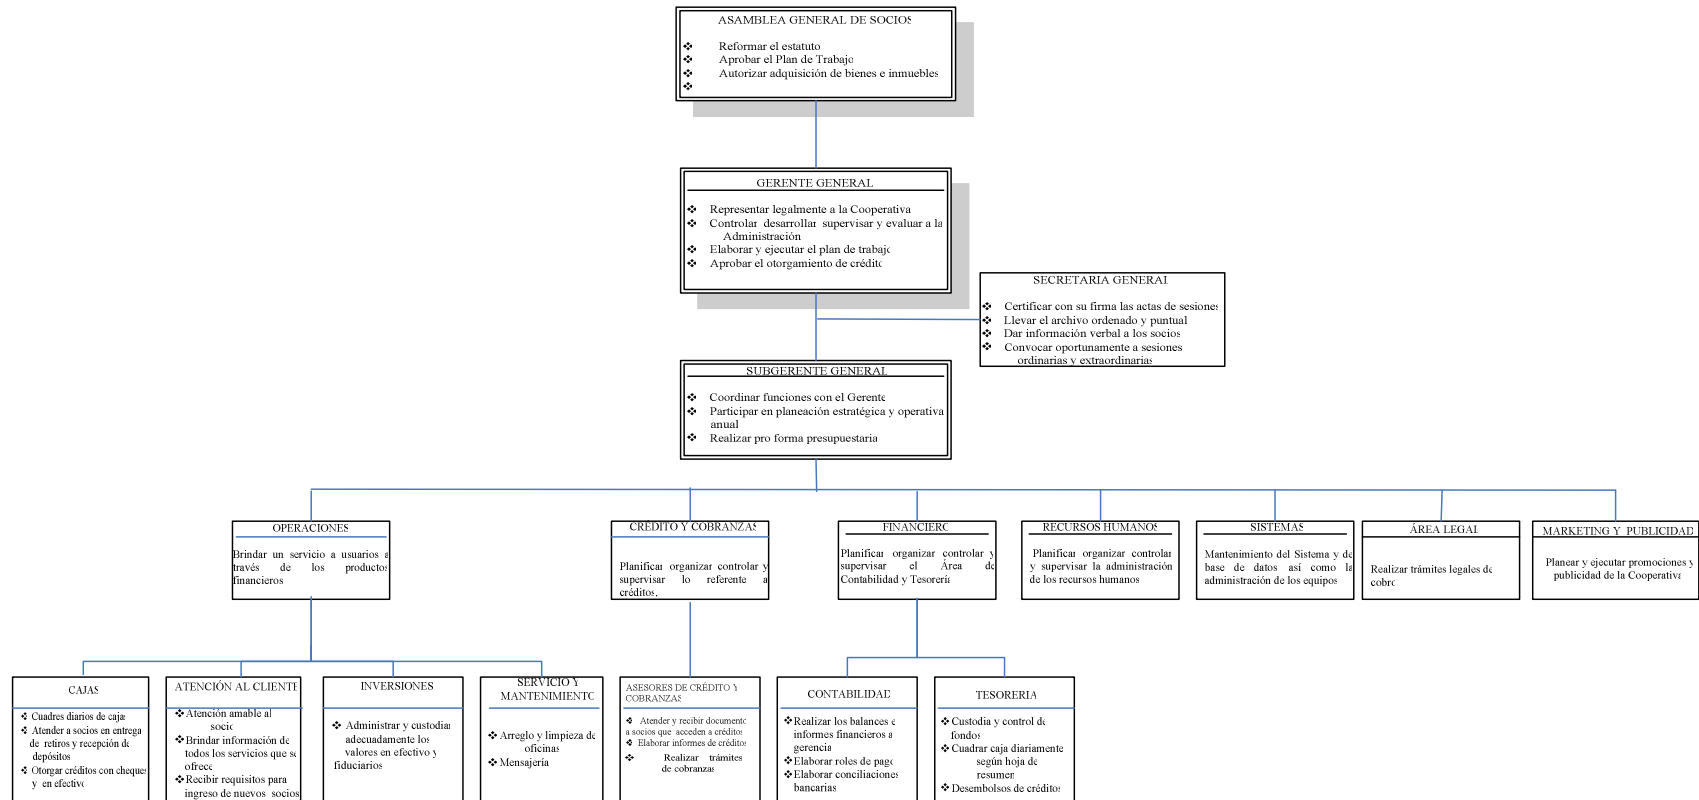 ASAMBLEA GENERAL DE SOCIOS
Reformar el estatuto
Aprobar el Plan de Trabajo
Autorizar adquisición de bienes e inmuebles
GERENTE GENERAL
Representar legalmente a la Cooperativa
Controlar desarrollar supervisar y evaluar a la
Administración
Elaborar y ejecutar el plan de trabajo
Aprobar el otorgamiento de crédito
SECRETARIA GENERAL
Certificar con su firma las actas de sesiones
Llevar el archivo ordenado y puntual
Dar información verbal a los socios
Convocar oportunamente a sesiones
ordinarias y extraordinarias
SUBGERENTE GENERAL
Coordinar funciones con el Gerente
Participar en planeación estratégica y operativa
anual
Realizar pro forma presupuestaria
OPERACIONES
Brindar un servicio a usuarios a
través de los productos
financieros
CRÉDITO Y COBRANZAS
Planificar organizar controlar y
supervisar lo referente a
créditos.
FINANCIERO
Planificar organizar controlar y
supervisar el Área de
Contabilidad y Tesorería
RECURSOS HUMANOS
Planificar organizar controlar
y supervisar la administración
de los recursos humanos
SISTEMAS
Mantenimiento del Sistema y de
base de datos así como la
administración de los equipos
ÁREA LEGAL
Realizar trámites legales de
cobro
MARKETING Y PUBLICIDAD
Planear y ejecutar promociones y
publicidad de la Cooperativa
CAJAS
Cuadres diarios de cajas
Atender a socios en entrega
de retiros y recepción de
depósitos
Otorgar créditos con cheques
y en efectivo
ATENCIÓN AL CLIENTE
Atención amable al
socio
Brindar información de
todos los servicios que se
ofrece
Recibir requisitos para
ingreso de nuevos socios
INVERSIONES
Administrar y custodiar
adecuadamente los
valores en efectivo y
fiduciarios
SERVICIO Y
MANTENIMIENTO
Arreglo y limpieza de
oficinas
Mensajería
ASESORES DE CRÉDITO Y
COBRANZAS
Atender y recibir documento
a socios que acceden a créditos
Elaborar informes de créditos
Realizar trámites
de cobranzas
CONTABILIDAD
Realizar los balances e
informes financieros a
gerencia
Elaborar roles de pago
Elaborar conciliaciones
bancarias
TESORERIA
Custodia y control de
fondos
Cuadrar caja diariamente
según hoja de
resumen
Desembolsos de créditos